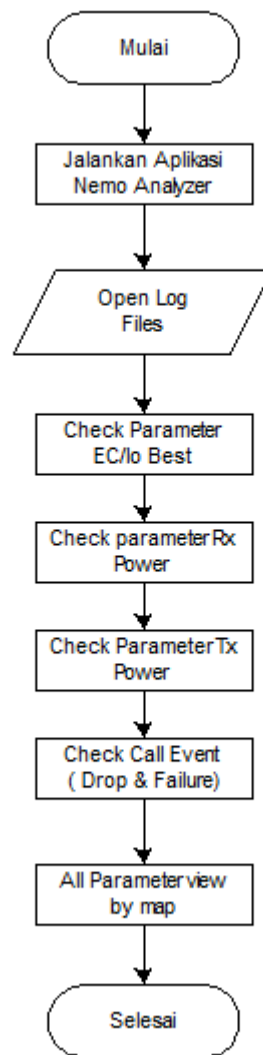 Mulai
Jalankan Aplikasi
Nemo Analyzer
Open Log
Files
Check Parameter
EC/Io Best
Check parameter Rx
Power
Check Parameter Tx
Power
Check Call Event
( Drop & Failure)
All Parameter view
by map
Selesai